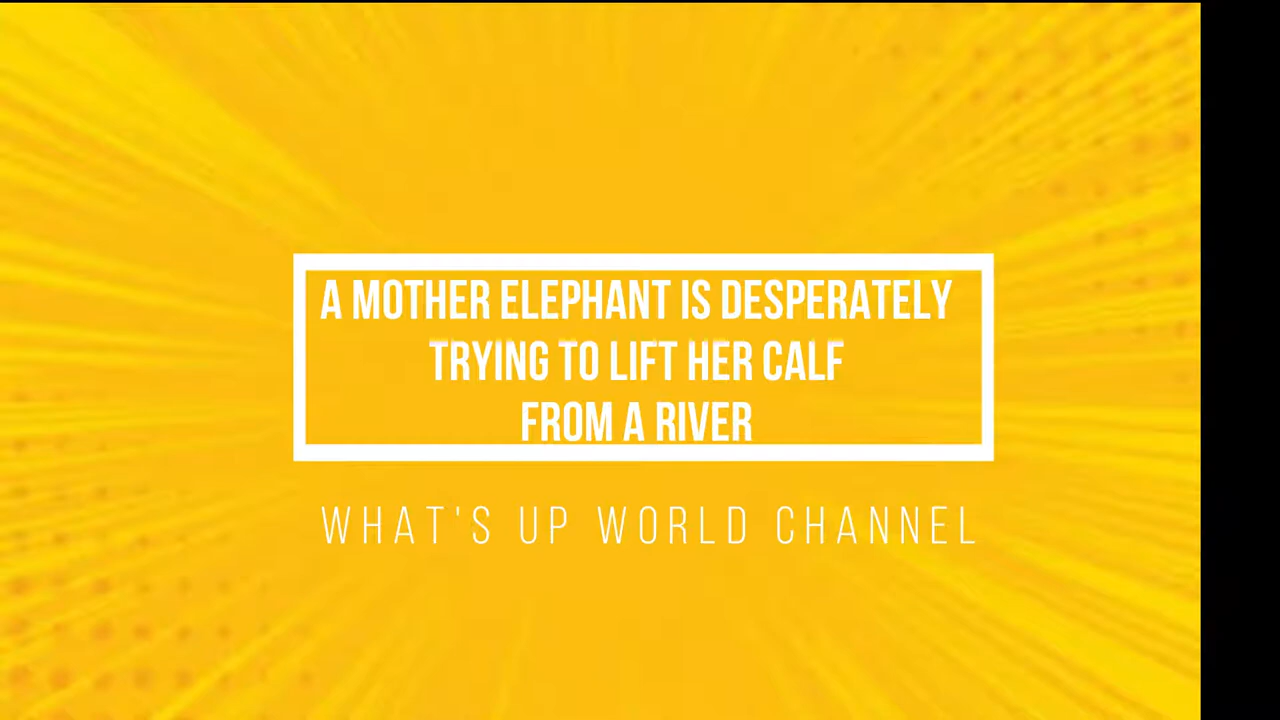 A MOTHER ELEPHANT IS DESPERATELY
TRYING TO LIFT HER CALF
FROM A RIVER
WHAT'S UP WORLD CHANNEL